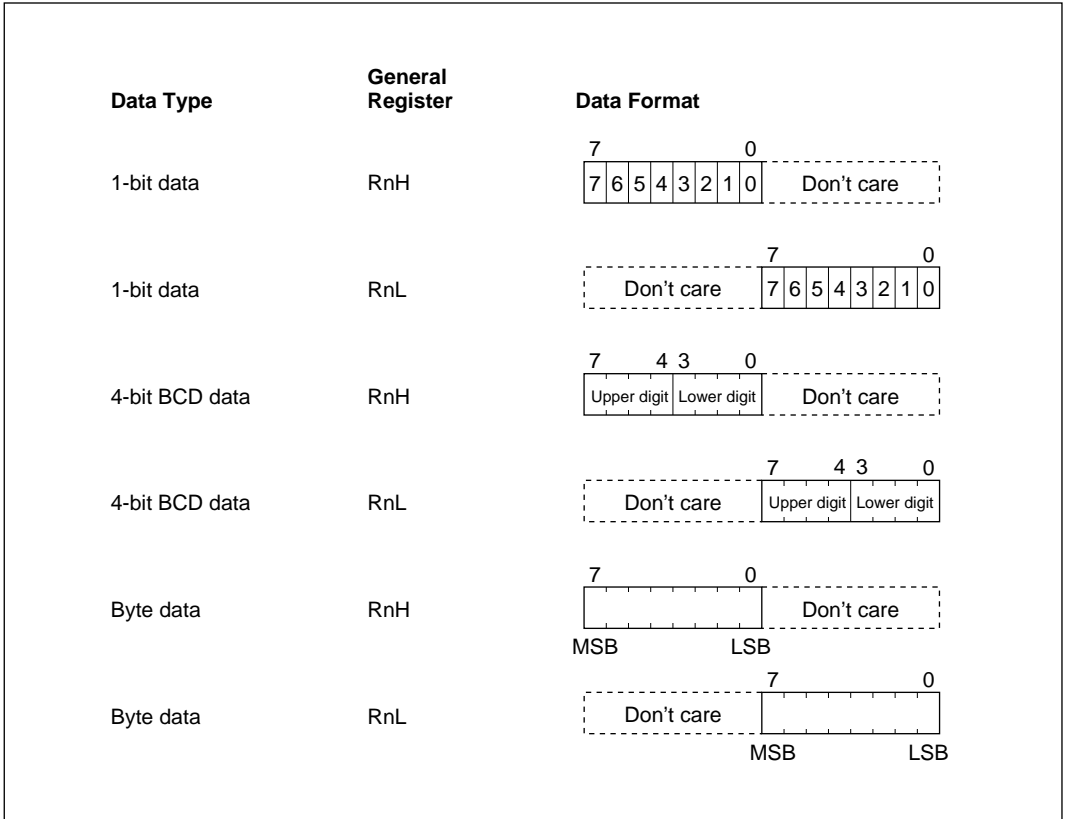 General
Data Type Register Data Format
7 0
1-bit data RnH 7 6 5 4 3 2 1 0 Don't care
7 0
1-bit data RnL Don't care 7 6 5 4 3 2 1 0
7 4 3 0
4-bit BCD data RnH Upper digit Lower digit Don't care
7 4 3 0
4-bit BCD data RnL Don't care Upper digit Lower digit
7 0
Byte data RnH Don't care
MSB LSB
7 0
Byte data RnL Don't care
MSB LSB